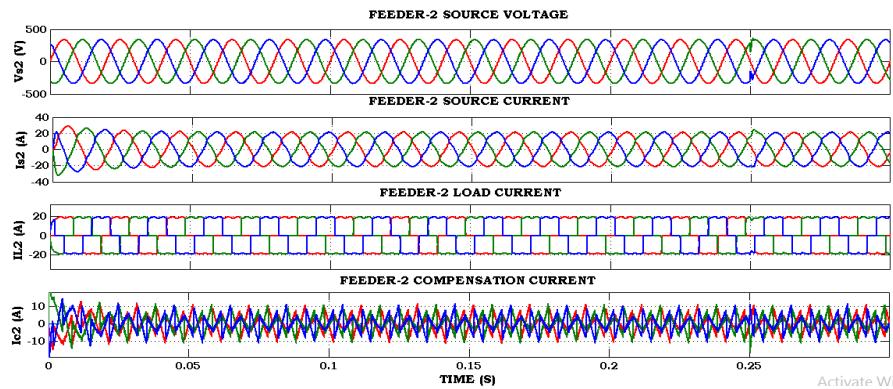 FEEDER-2 SOURCE VOLTAGE
Vs2 (V)
500
0
-500
FEEDER-2 SOURCE CURRENT
Is2 (A)
40
20
0
-20
-40
FEEDER-2 LOAD CURRENT
IL2 (A)
20
0
-20
FEEDER-2 COMPENSATION CURRENT
Ic2 (A)
10
0
-10
0 0.05 0.1 0.15 0.2 0.25
TIME (S)
Activate W